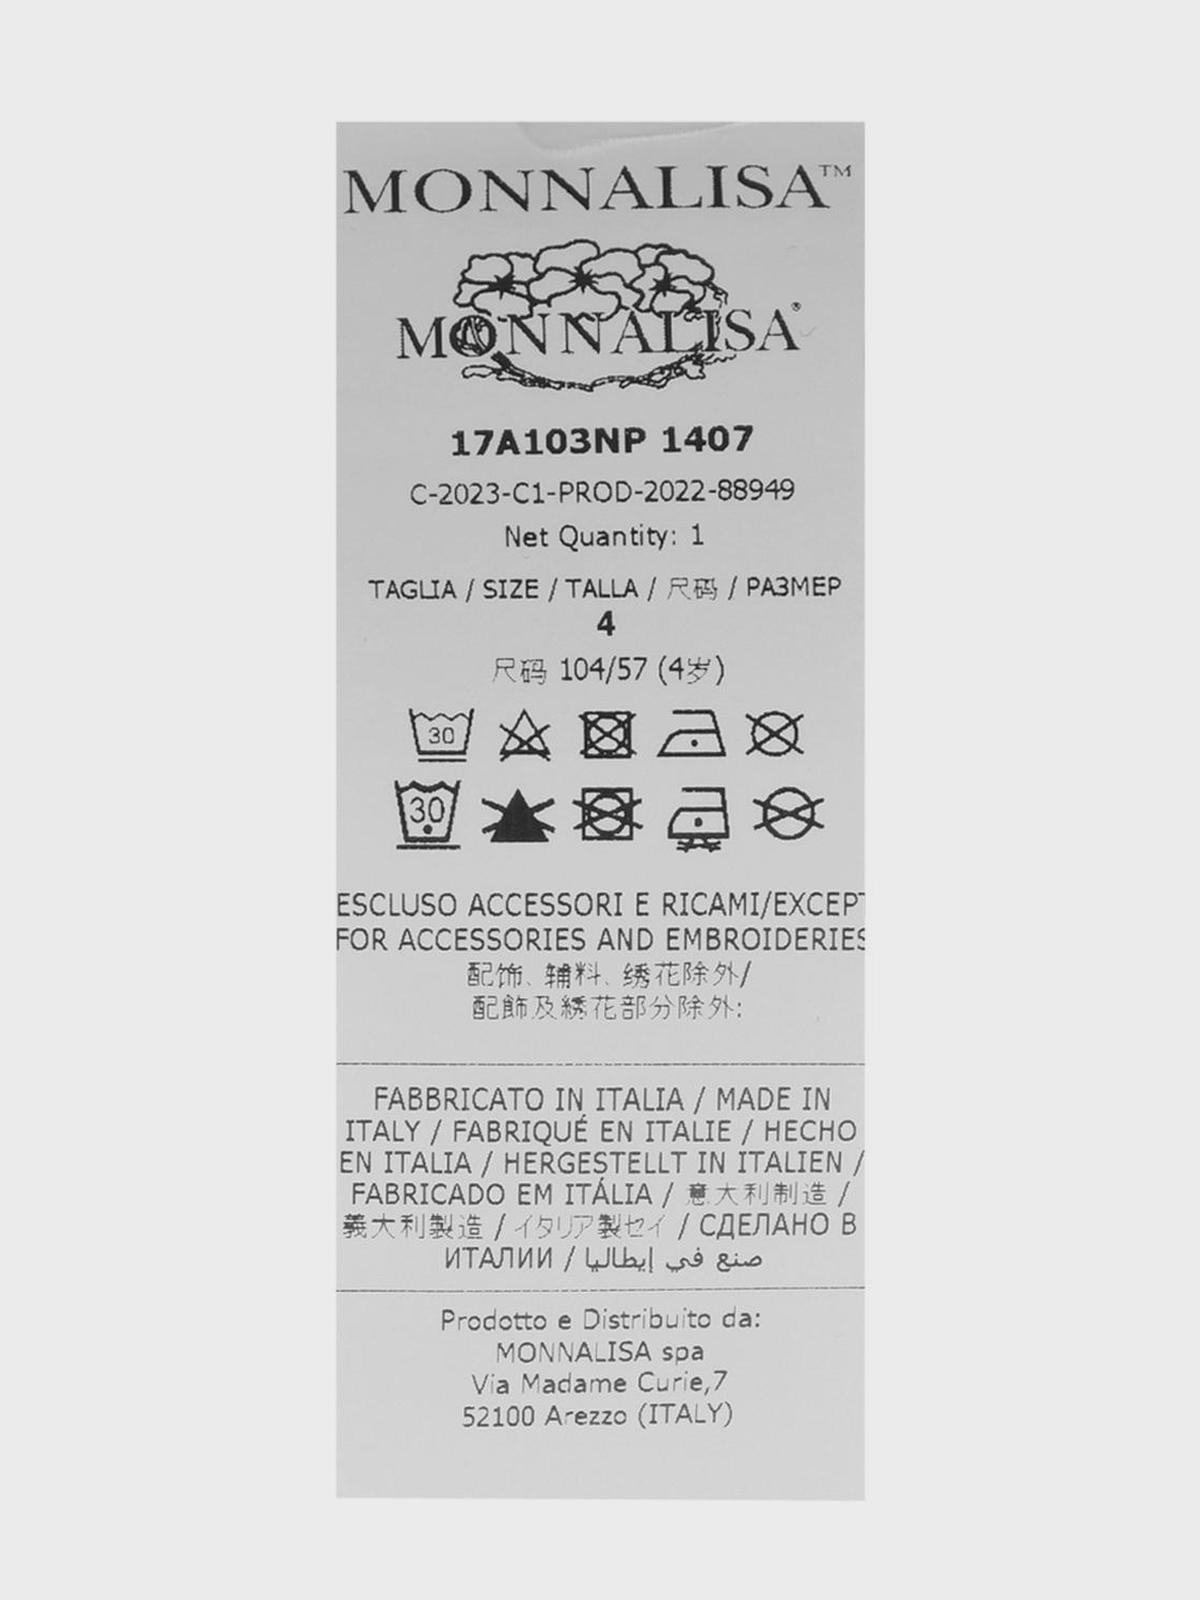 MONNALISA™
MONNALISA®
17A103NP 1407
C-2023-C1-PROD-2022-88949
Net Quantity: 1
TAGLIA / SIZE / TALLA / 尺码 / РАЗМЕР
4
尺码 104/57 (4岁)
30
30
ESCLUSO ACCESSORI E RICAMI/EXCEPT
FOR ACCESSORIES AND EMBROIDERIES
配饰、辅料、绣花除外/
配飾及繡花部分除外:
FABBRICATO IN ITALIA / MADE IN
ITALY / FABRIQUÉ EN ITALIE / HECHO
EN ITALIA / HERGESTELLT IN ITALIEN /
FABRICADO EM ITÁLIA / 意大利制造 /
義大利製造 / イタリア製セイ / СДЕЛАНО В
ИТАЛИИ / صنع في إيطاليا
Prodotto e Distribuito da:
MONNALISA spa
Via Madame Curie,7
52100 Arezzo (ITALY)